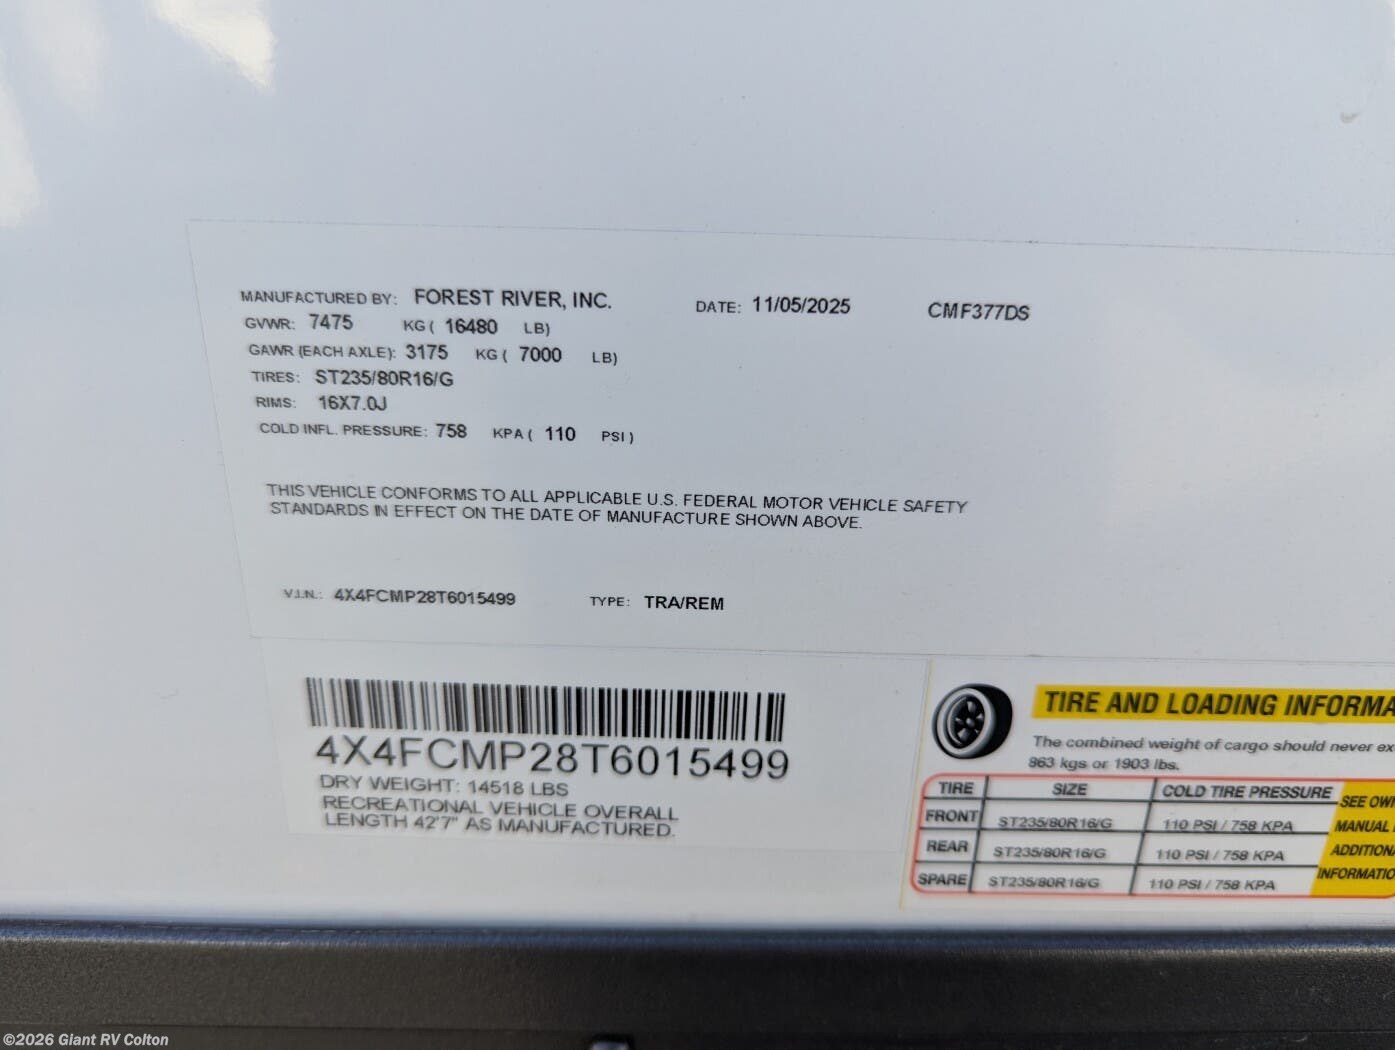 MANUFACTURED BY: FOREST RIVER, INC. DATE: 11/05/2025 CMF377DS
GVWR: 7475 KG ( 16480 LB)
GAWR (EACH AXLE): 3175 KG ( 7000 LB)
TIRES: ST235/80R16/G
RIMS: 16X7.0J
COLD INFL. PRESSURE: 758 KPA ( 110 PSI )
THIS VEHICLE CONFORMS TO ALL APPLICABLE U.S. FEDERAL MOTOR VEHICLE SAFETY
STANDARDS IN EFFECT ON THE DATE OF MANUFACTURE SHOWN ABOVE.
V.I.N.: 4X4FCMP28T6015499 TYPE: TRA/REM
4X4FCMP28T6015499
DRY WEIGHT: 14518 LBS
RECREATIONAL VEHICLE OVERALL
LENGTH 42'7" AS MANUFACTURED.
TIRE AND LOADING INFORMA
The combined weight of cargo should never ex
863 kgs or 1903 lbs.
TIRE SIZE COLD TIRE PRESSURE
FRONT ST235/80R16/G 110 PSI / 758 KPA
REAR ST235/80R16/G 110 PSI / 758 KPA
SPARE ST235/80R16/G 110 PSI / 758 KPA
SEE OWN
MANUAL
ADDITIONA
INFORMATIO
©2026 Giant RV Colton